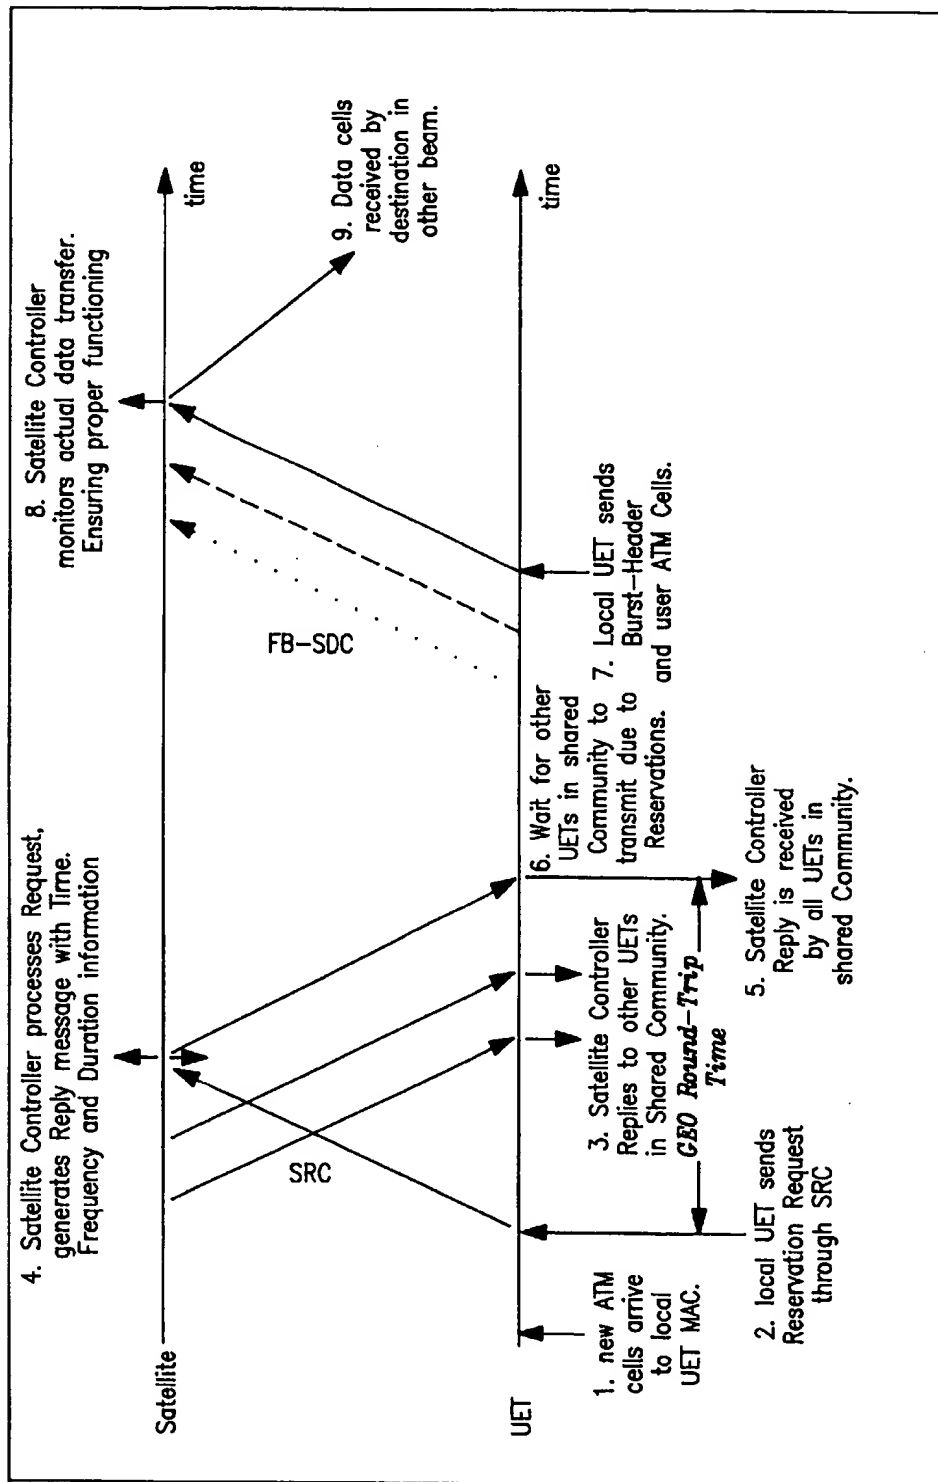 4. Satellite Controller processes Request,
generates Reply message with Time.
Frequency and Duration information
8. Satellite Controller
monitors actual data transfer.
Ensuring proper functioning
Satellite
time
SRC
FB-SDC
9. Data cells
received by
destination in
other beam.
UET
time
1. new ATM
cells arrive
to local
UET MAC.
2. local UET sends
Reservation Request
through SRC
3. Satellite Controller
Replies to other UETs
in Shared Community.
GEO Round-Trip
Time
5. Satellite Controller
Reply is received
by all UETs in
shared Community.
6. Wait for other
UETs in shared
Community to
transmit due to
Reservations.
7. Local UET sends
Burst-Header
and user ATM Cells.